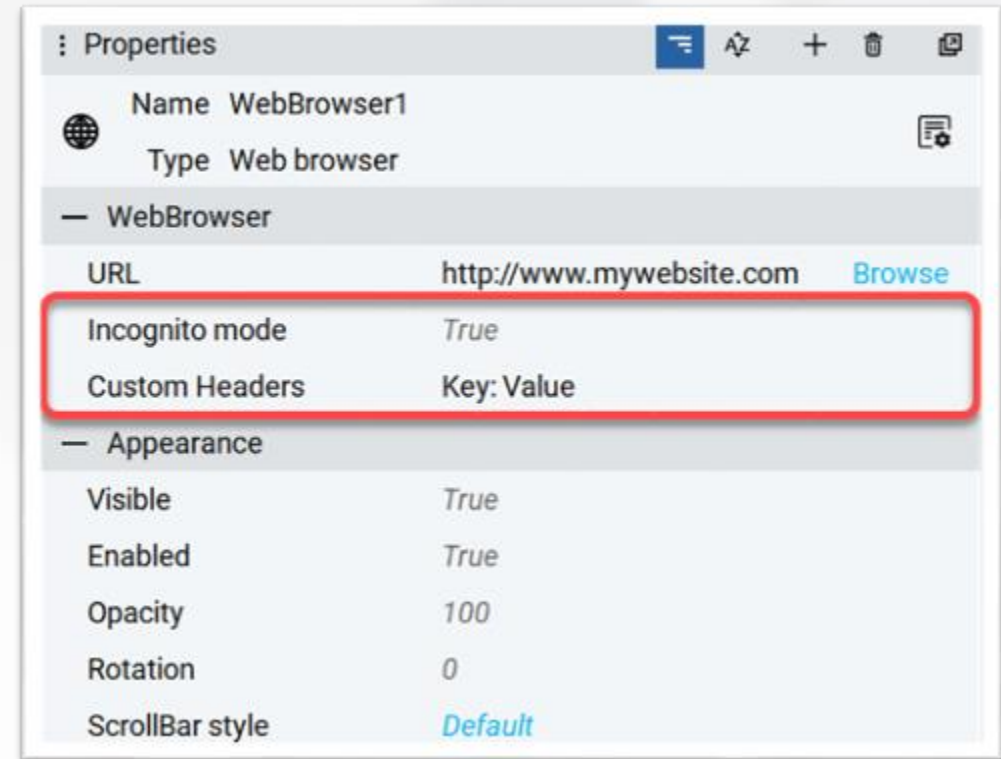 Properties
Name WebBrowser1
Type Web browser
WebBrowser
URL http://www.mywebsite.com Browse
Incognito mode True
Custom Headers Key: Value
Appearance
Visible True
Enabled True
Opacity 100
Rotation 0
ScrollBar style Default